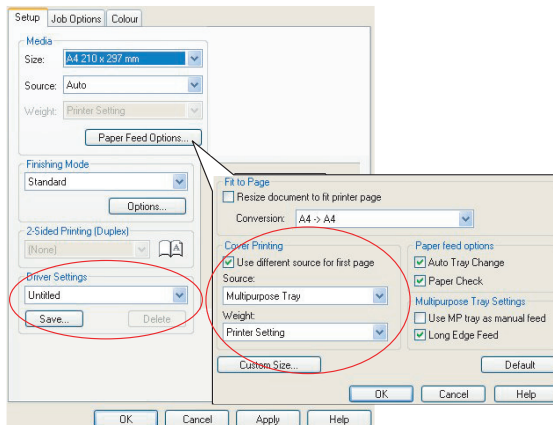 Setup Job Options Colour
Media
Size: A4 210 x 297 mm
Source: Auto
Weight: Printer Setting
Paper Feed Options...
Finishing Mode
Standard
Options...
2-Sided Printing (Duplex)
(None)
A
Driver Settings
Untitled
Save... Delete
OK Cancel Apply Help
Fit to Page
Resize document to fit printer page
Conversion: A4 -> A4
Cover Printing
Use different source for first page
Source:
Multipurpose Tray
Weight:
Printer Setting
Custom Size...
Paper feed options
Auto Tray Change
Paper Check
Multipurpose Tray Settings
Use MP tray as manual feed
Long Edge Feed
Default
OK Cancel Help